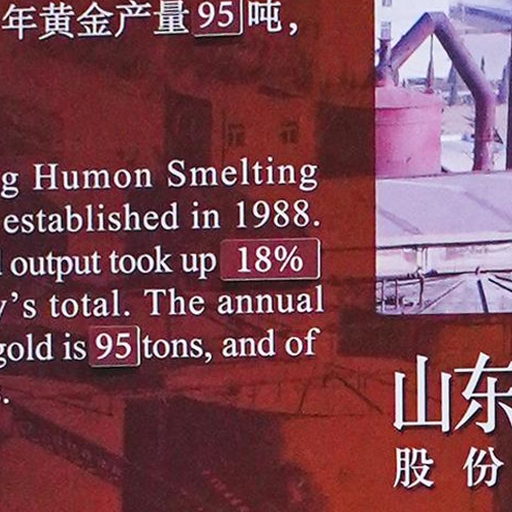 年黄金产量95吨，
g Humon Smelting
established in 1988.
output took up 18%
y's total. The annual
gold is 95 tons, and of
山东
股份